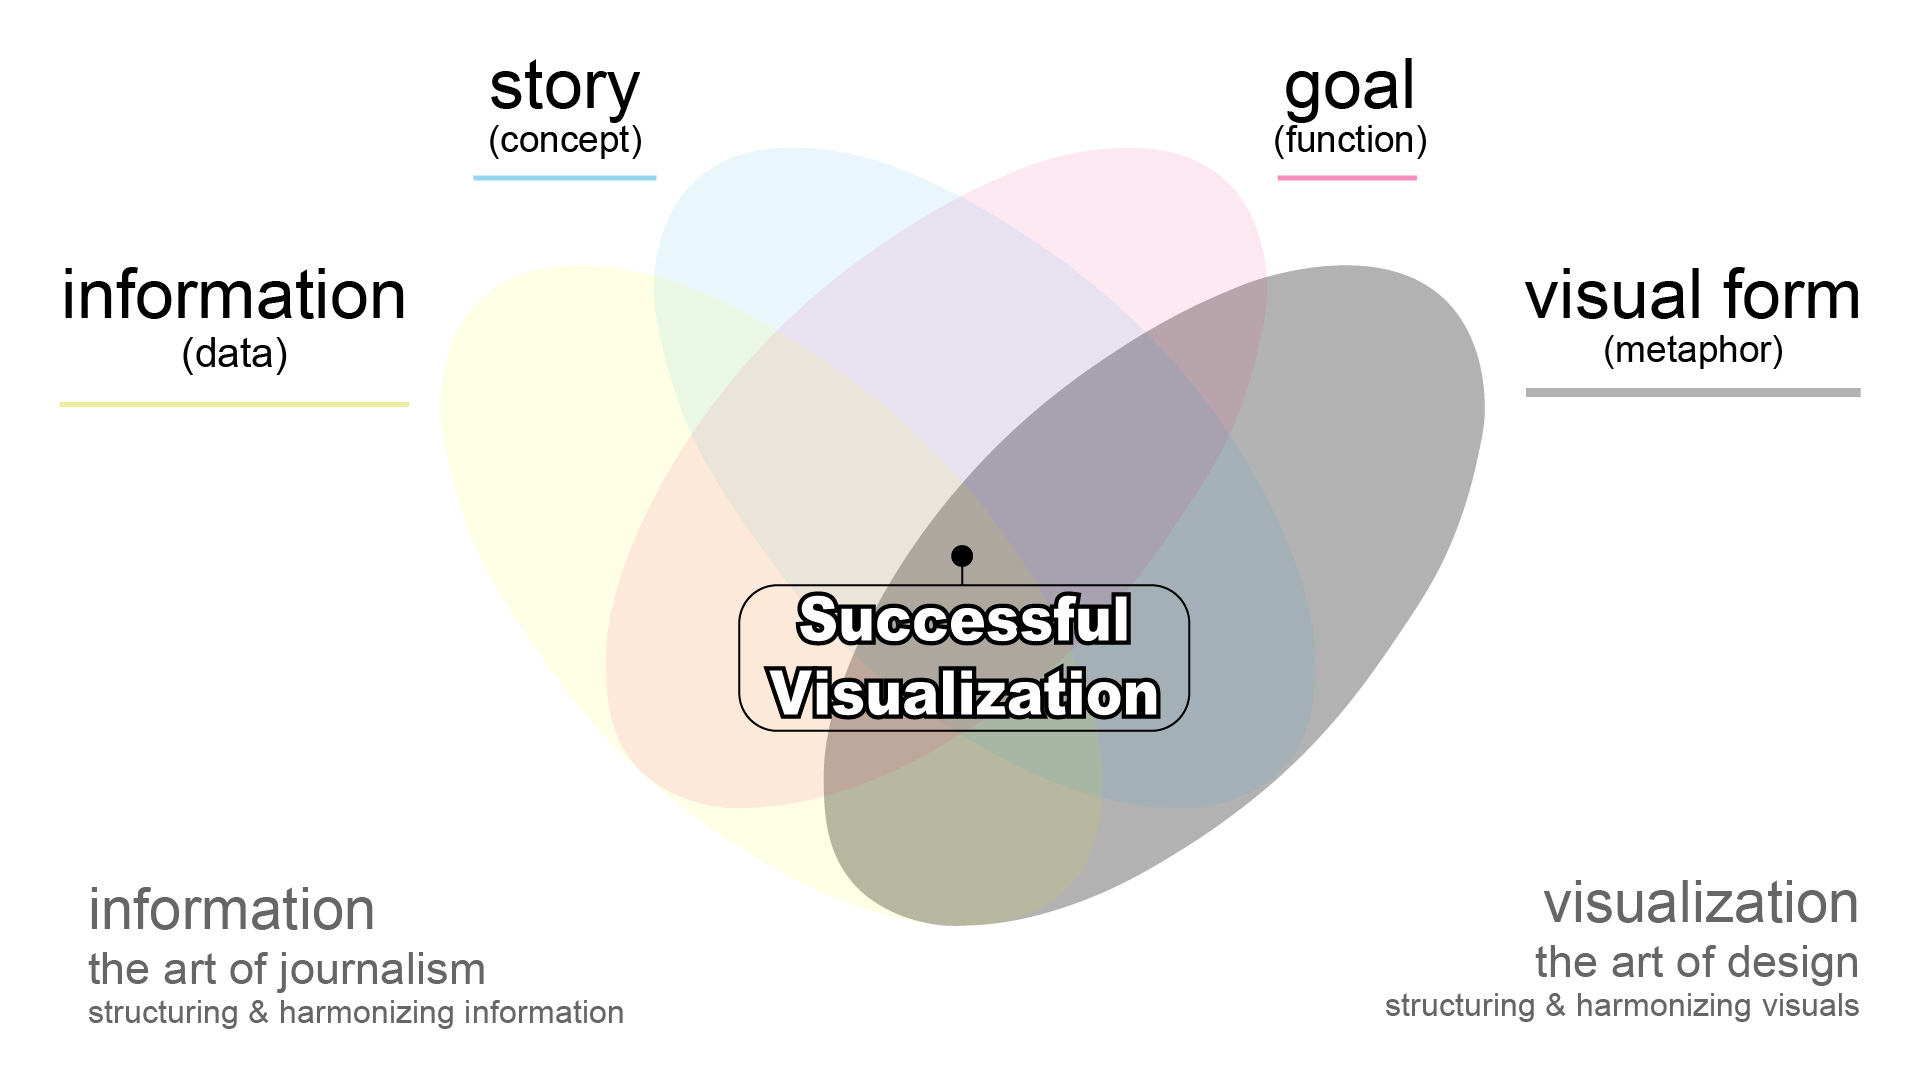 story
(concept)
goal
(function)
information
(data)
visual form
(metaphor)
Successful
Visualization
information
the art of journalism
structuring & harmonizing information
visualization
the art of design
structuring & harmonizing visuals